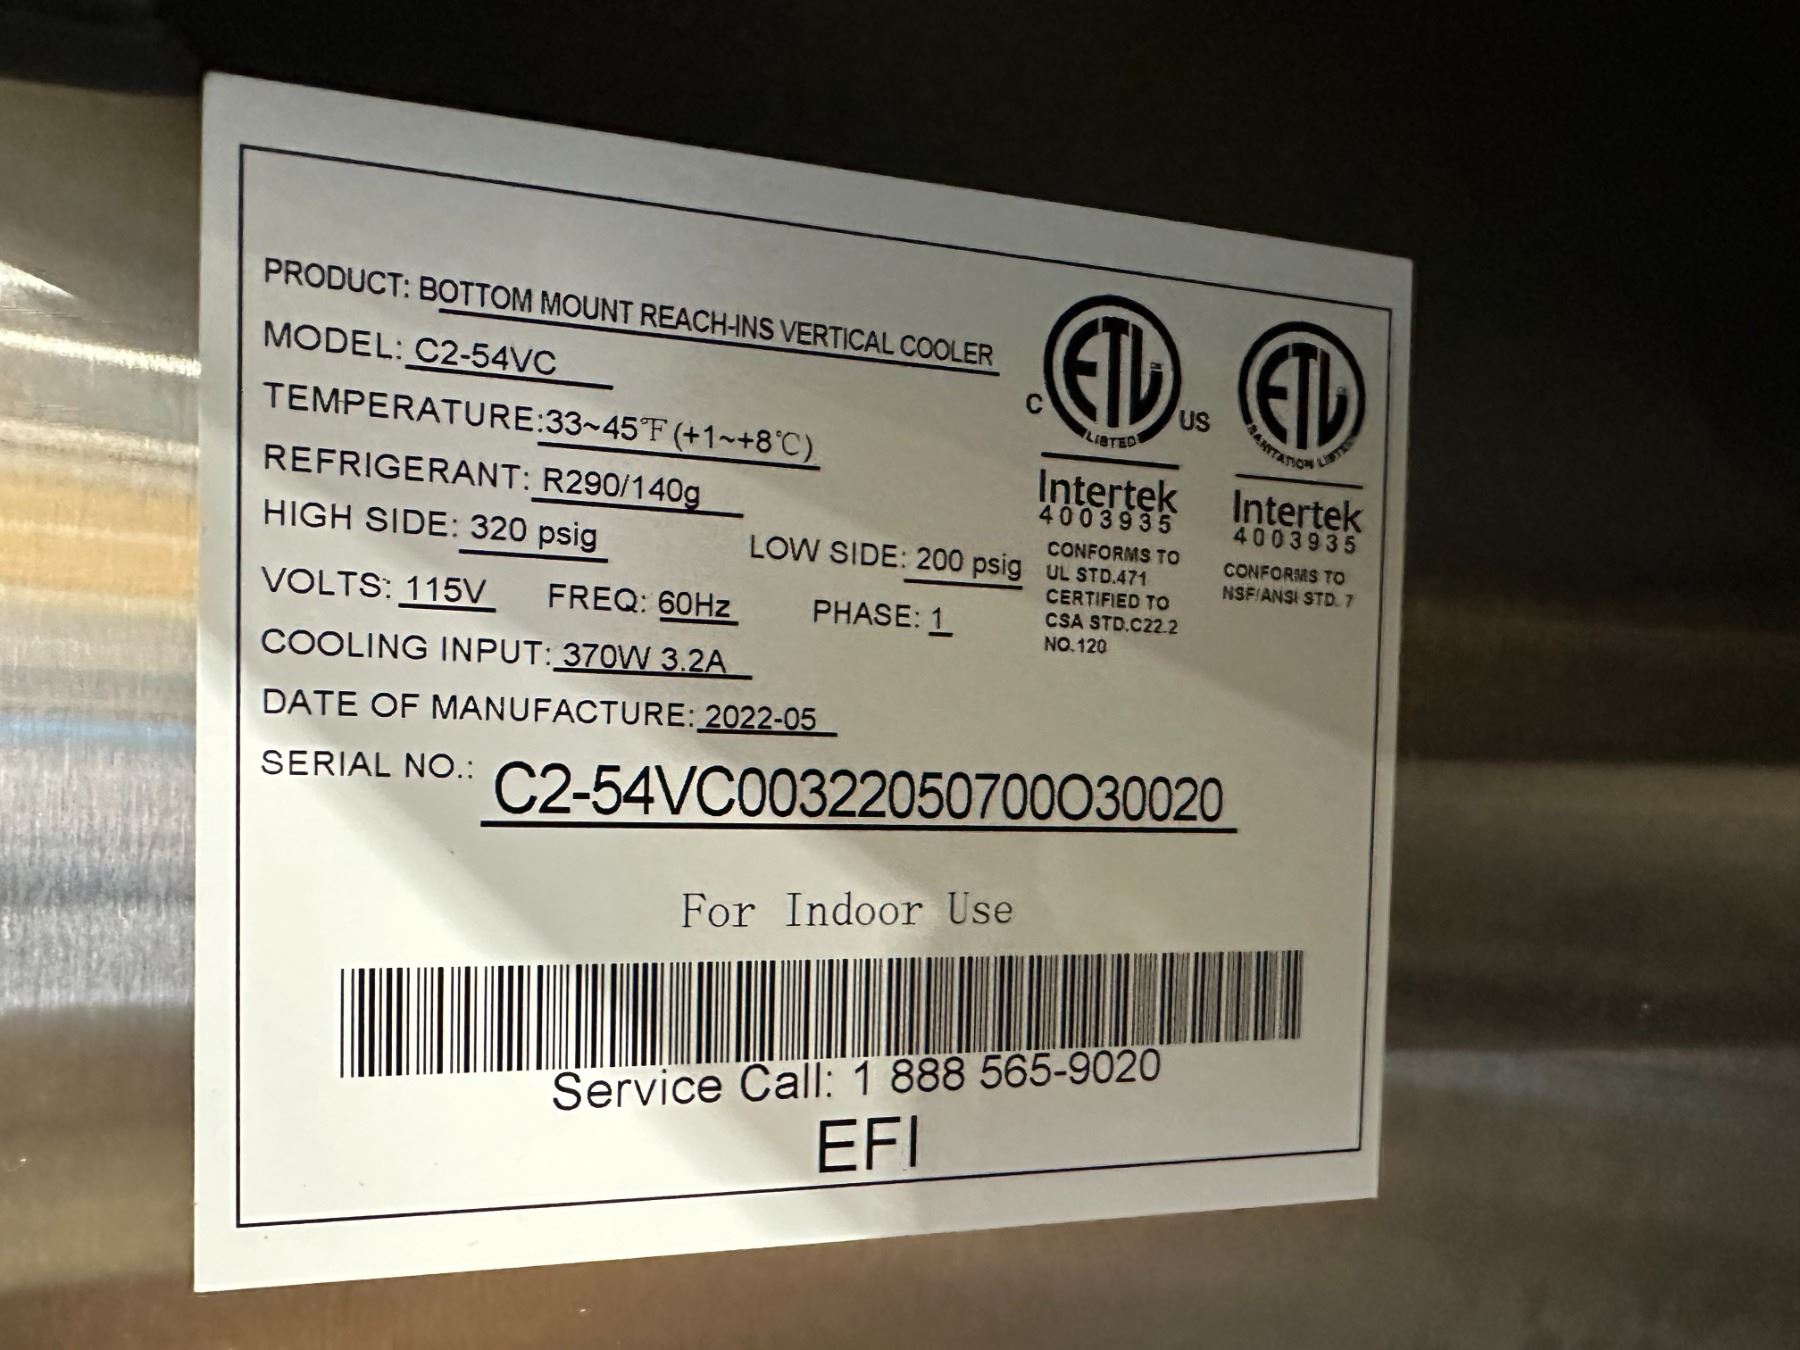 PRODUCT: BOTTOM MOUNT REACH-INS VERTICAL COOLER
MODEL: C2-54VC
TEMPERATURE:33~45℉(+1~+8℃)
REFRIGERANT: R290/140g
HIGH SIDE: 320 psig LOW SIDE: 200 psig
VOLTS: 115V FREQ: 60Hz PHASE: 1
COOLING INPUT: 370W 3.2A
DATE OF MANUFACTURE: 2022-05
SERIAL NO.: C2-54VC00322050700O30020
C ETL US
LISTED
Intertek
4003935
CONFORMS TO
UL STD.471
CERTIFIED TO
CSA STD.C22.2
NO.120
ETL
SANITATION LISTED
Intertek
4003935
CONFORMS TO
NSF/ANSI STD. 7
For Indoor Use
Service Call: 1 888 565-9020
EFI